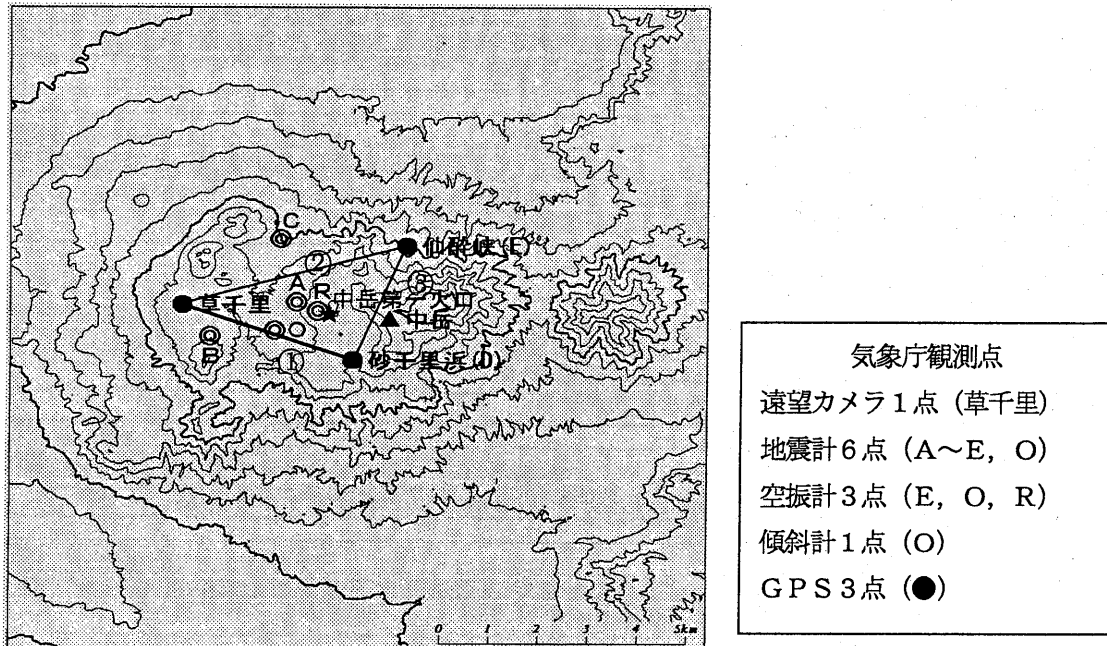 C
②
仙酔峡(E)
③
A
R
草千里
中岳第一火口
中岳
O
B
①
砂千里浜(D)
0 1 2 3 4 5km
気象庁観測点
遠望カメラ1点(草千里)
地震計6点(A~E, O)
空振計3点(E, O, R)
傾斜計1点(O)
GPS3点(●)